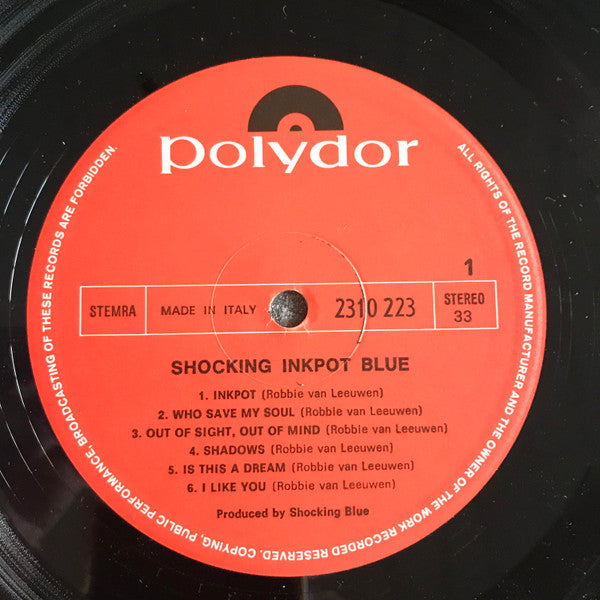 polydor
1
STEMRA
MADE IN ITALY
2310 223
STEREO
33
SHOCKING INKPOT BLUE
1. INKPOT (Robbie van Leeuwen)
2. WHO SAVE MY SOUL (Robbie van Leeuwen)
3. OUT OF SIGHT, OUT OF MIND (Robbie van Leeuwen)
4. SHADOWS (Robbie van Leeuwen)
5. IS THIS A DREAM (Robbie van Leeuwen)
6. I LIKE YOU (Robbie van Leeuwen)
Produced by Shocking Blue
ALL RIGHTS OF THE RECORD MANUFACTURER AND THE OWNER OF THE WORK RECORDED RESERVED. COPYING, PUBLIC PERFORMANCE, BROADCASTING OF THESE RECORDS ARE FORBIDDEN.